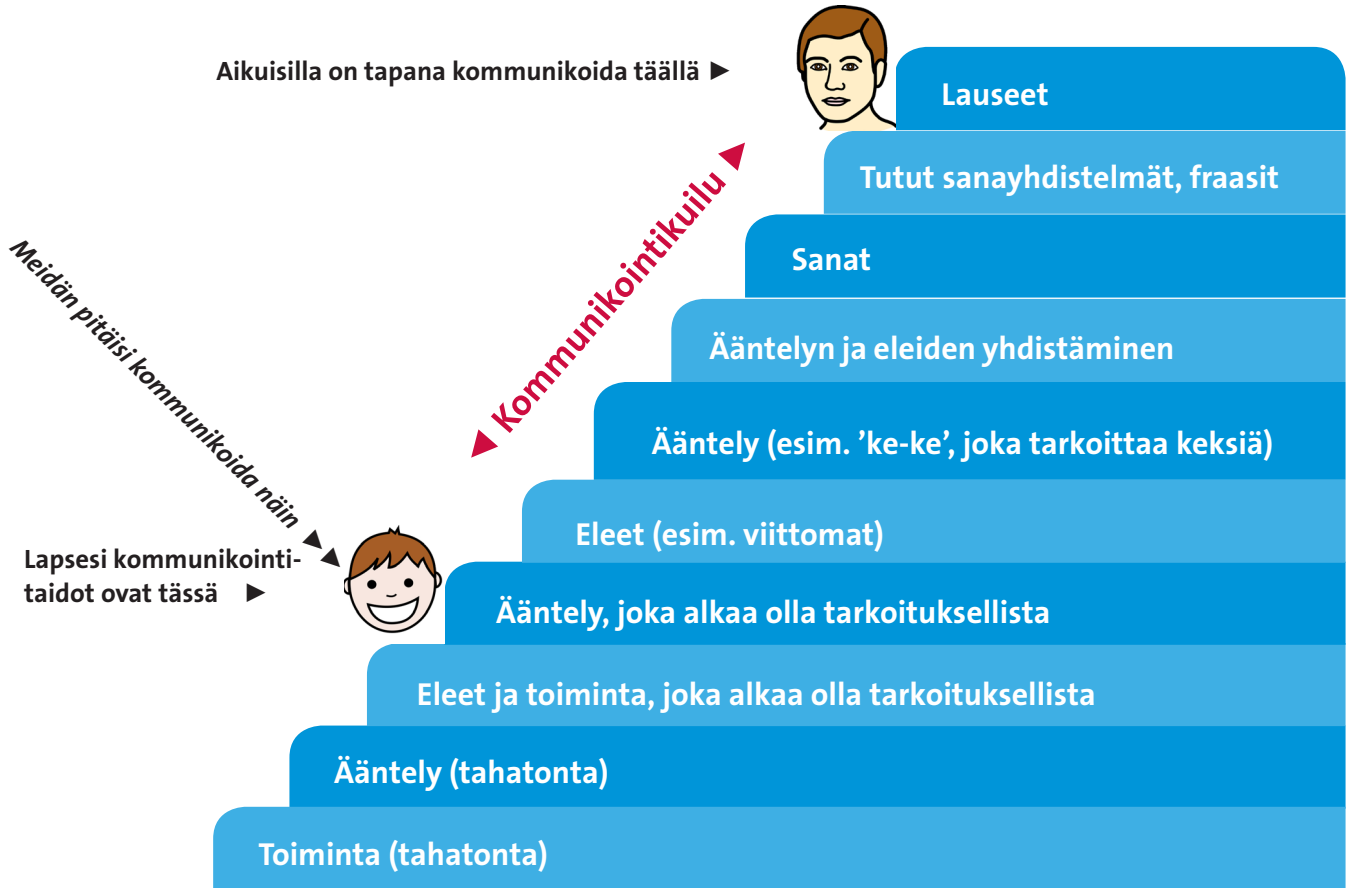 Aikuisilla on tapana kommunikoida täällä ►
Lauseet
Tutut sanayhdistelmät, fraasit
Sanat
◄ Kommunikointikuilu ►
Ääntelyn ja eleiden yhdistäminen
Ääntely (esim. ’ke-ke’, joka tarkoittaa keksiä)
Meidän pitäisi kommunikoida näin ►
Eleet (esim. viittomat)
Lapsesi kommunikointi-
taidot ovat tässä ►
Ääntely, joka alkaa olla tarkoituksellista
Eleet ja toiminta, joka alkaa olla tarkoituksellista
Ääntely (tahatonta)
Toiminta (tahatonta)